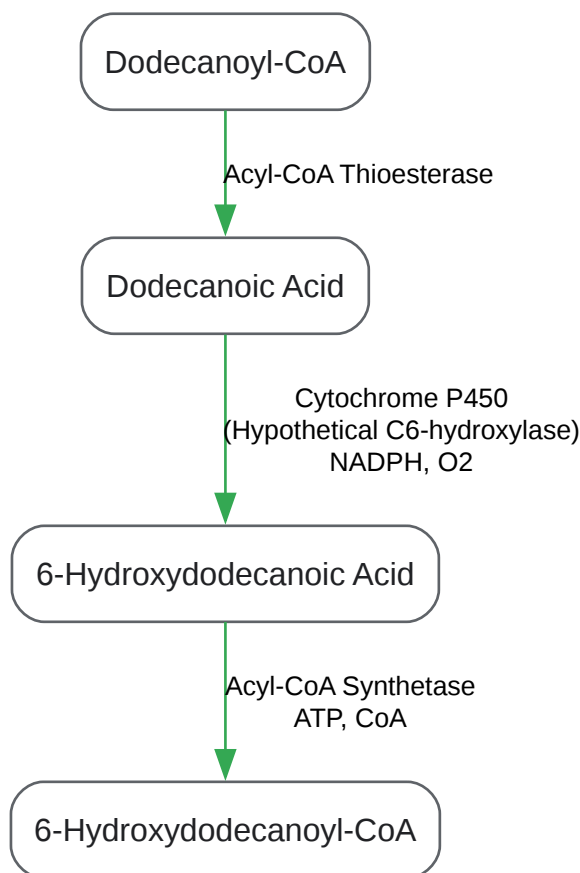 Dodecanoyl-CoA
Acyl-CoA Thioesterase
Dodecanoic Acid
Cytochrome P450
(Hypothetical C6-hydroxylase)
NADPH, O2
6-Hydroxydodecanoic Acid
Acyl-CoA Synthetase
ATP, CoA
6-Hydroxydodecanoyl-CoA